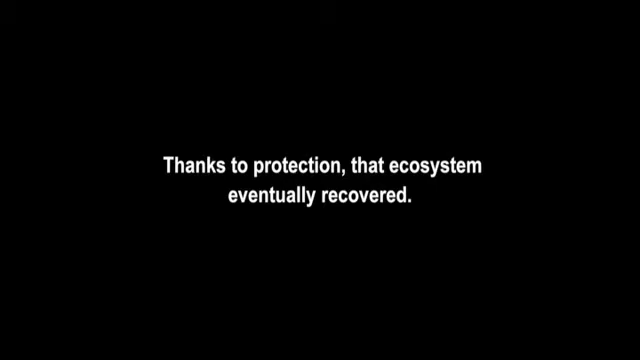 Thanks to protection, that ecosystem
eventually recovered.